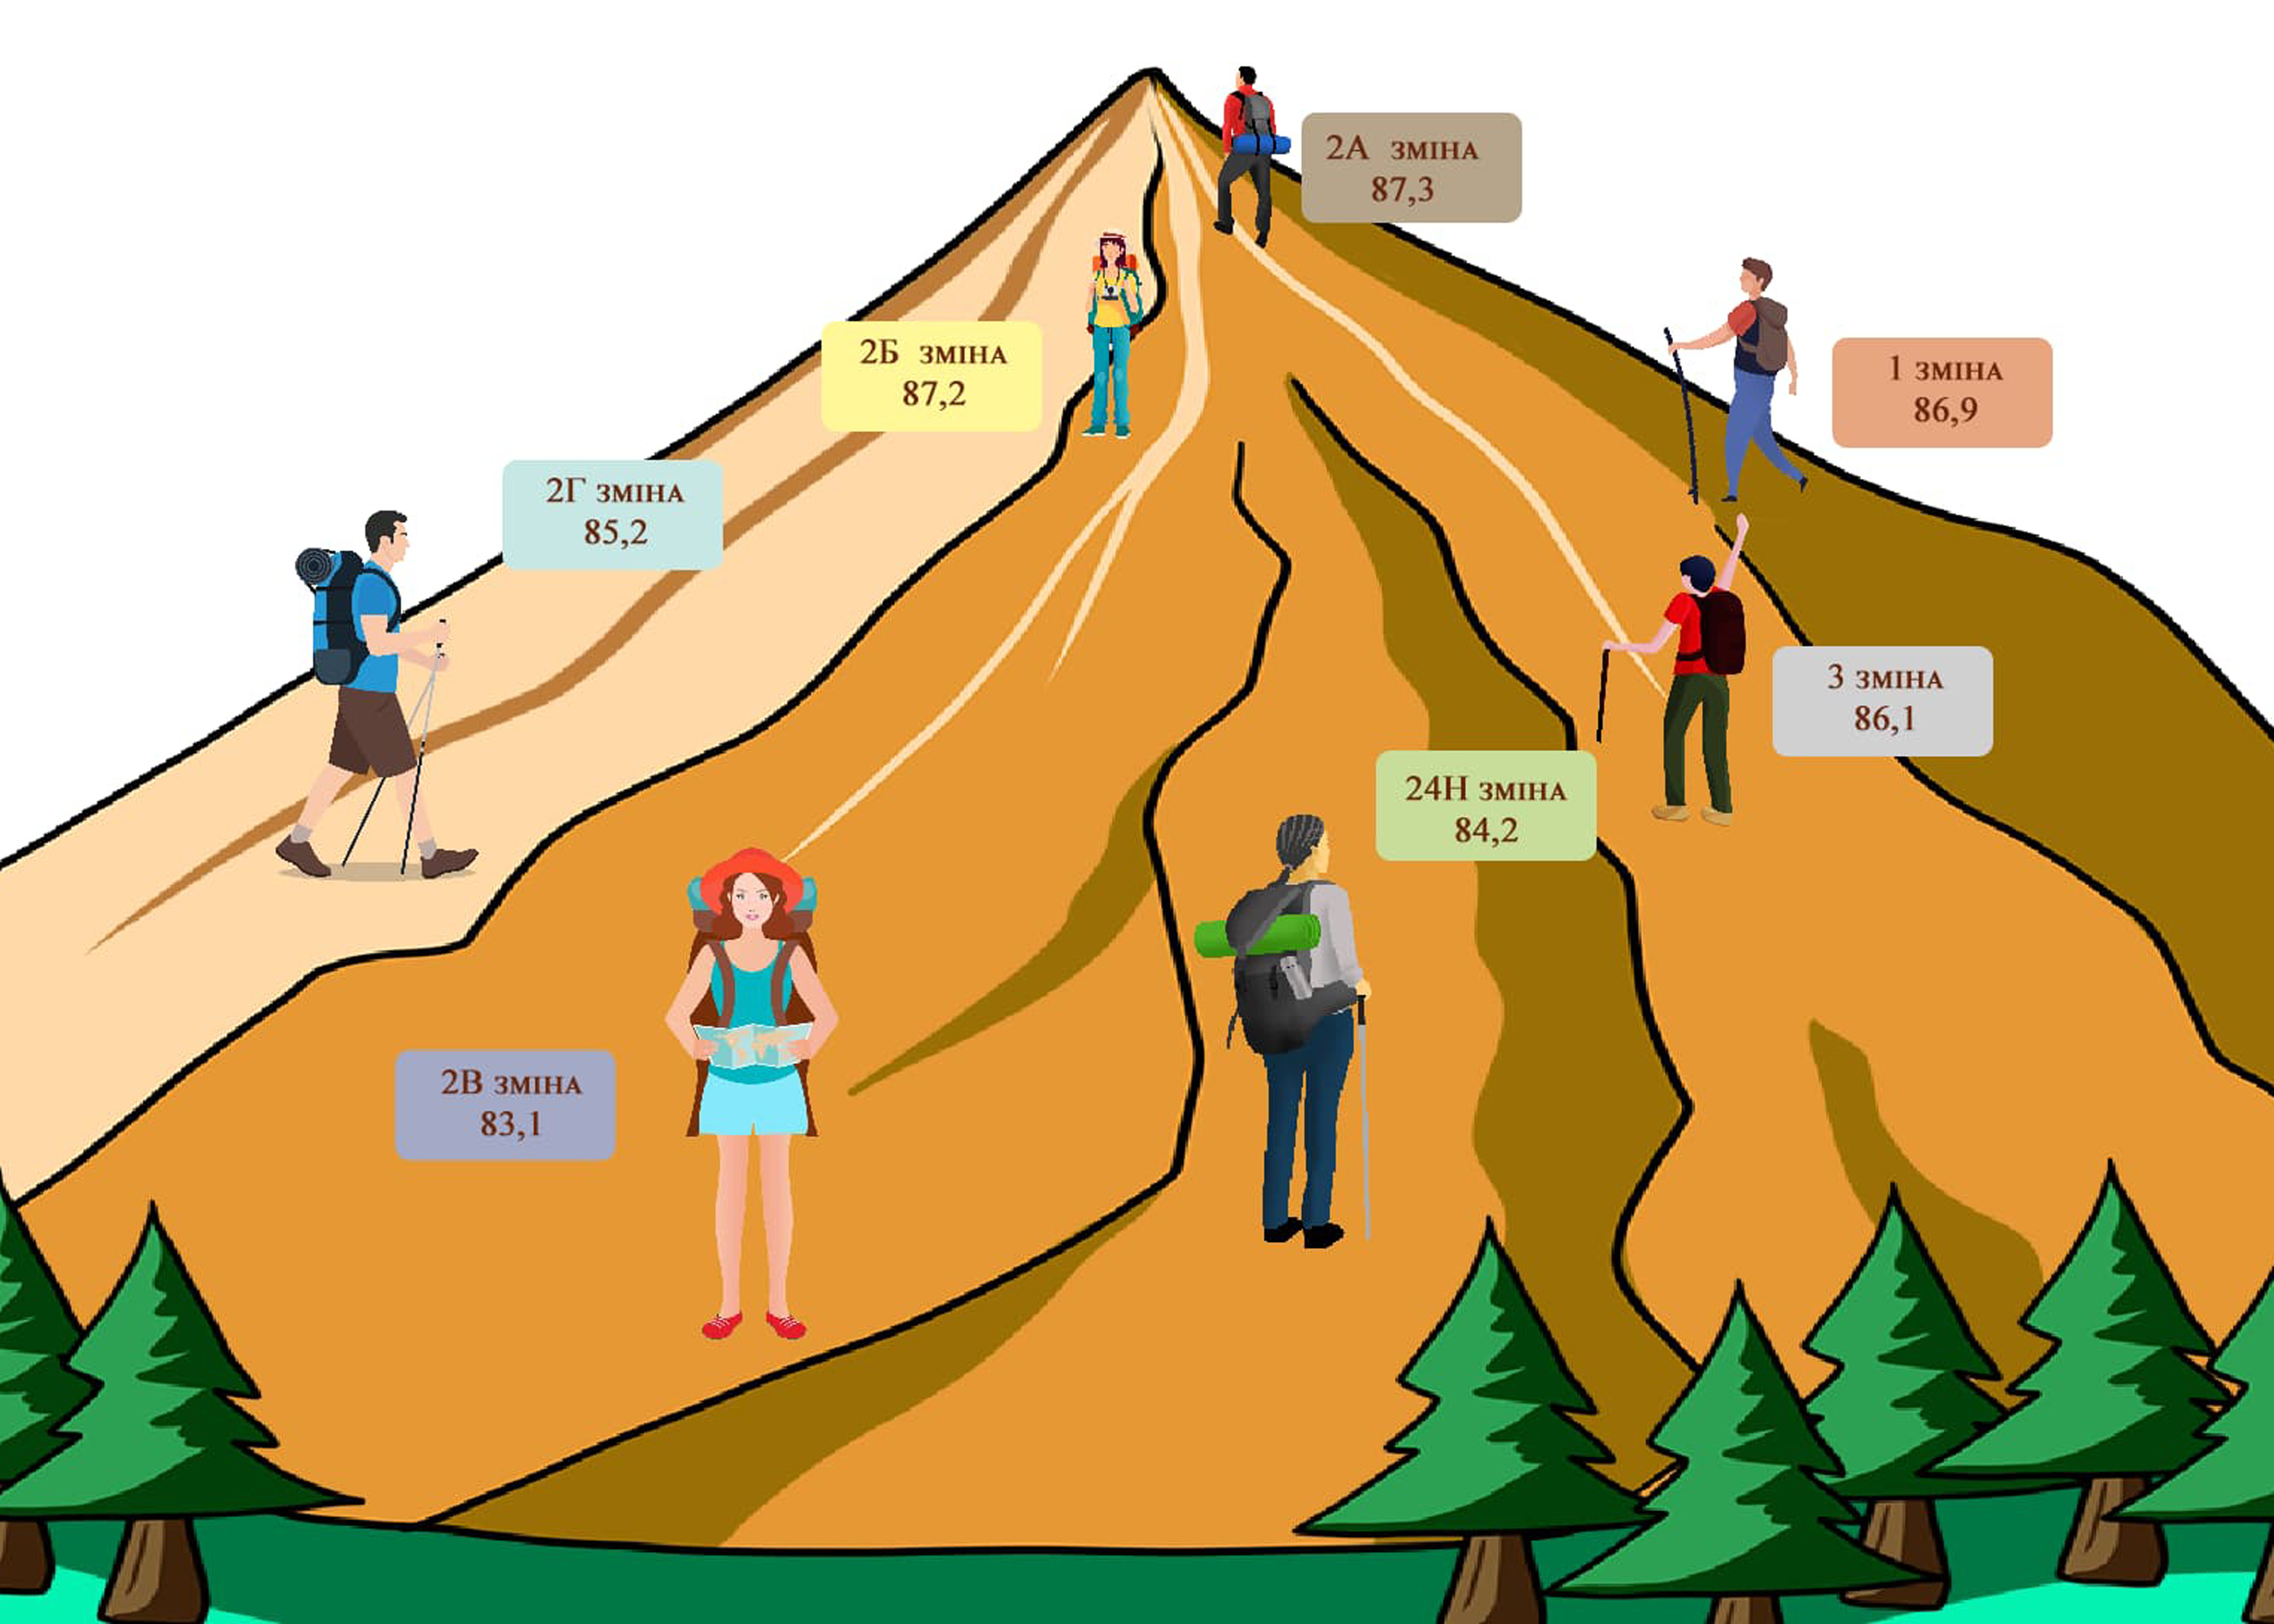 2А зміна
87,3
2Б зміна
87,2
1 зміна
86,9
2Г зміна
85,2
3 зміна
86,1
24Н зміна
84,2
2В зміна
83,1